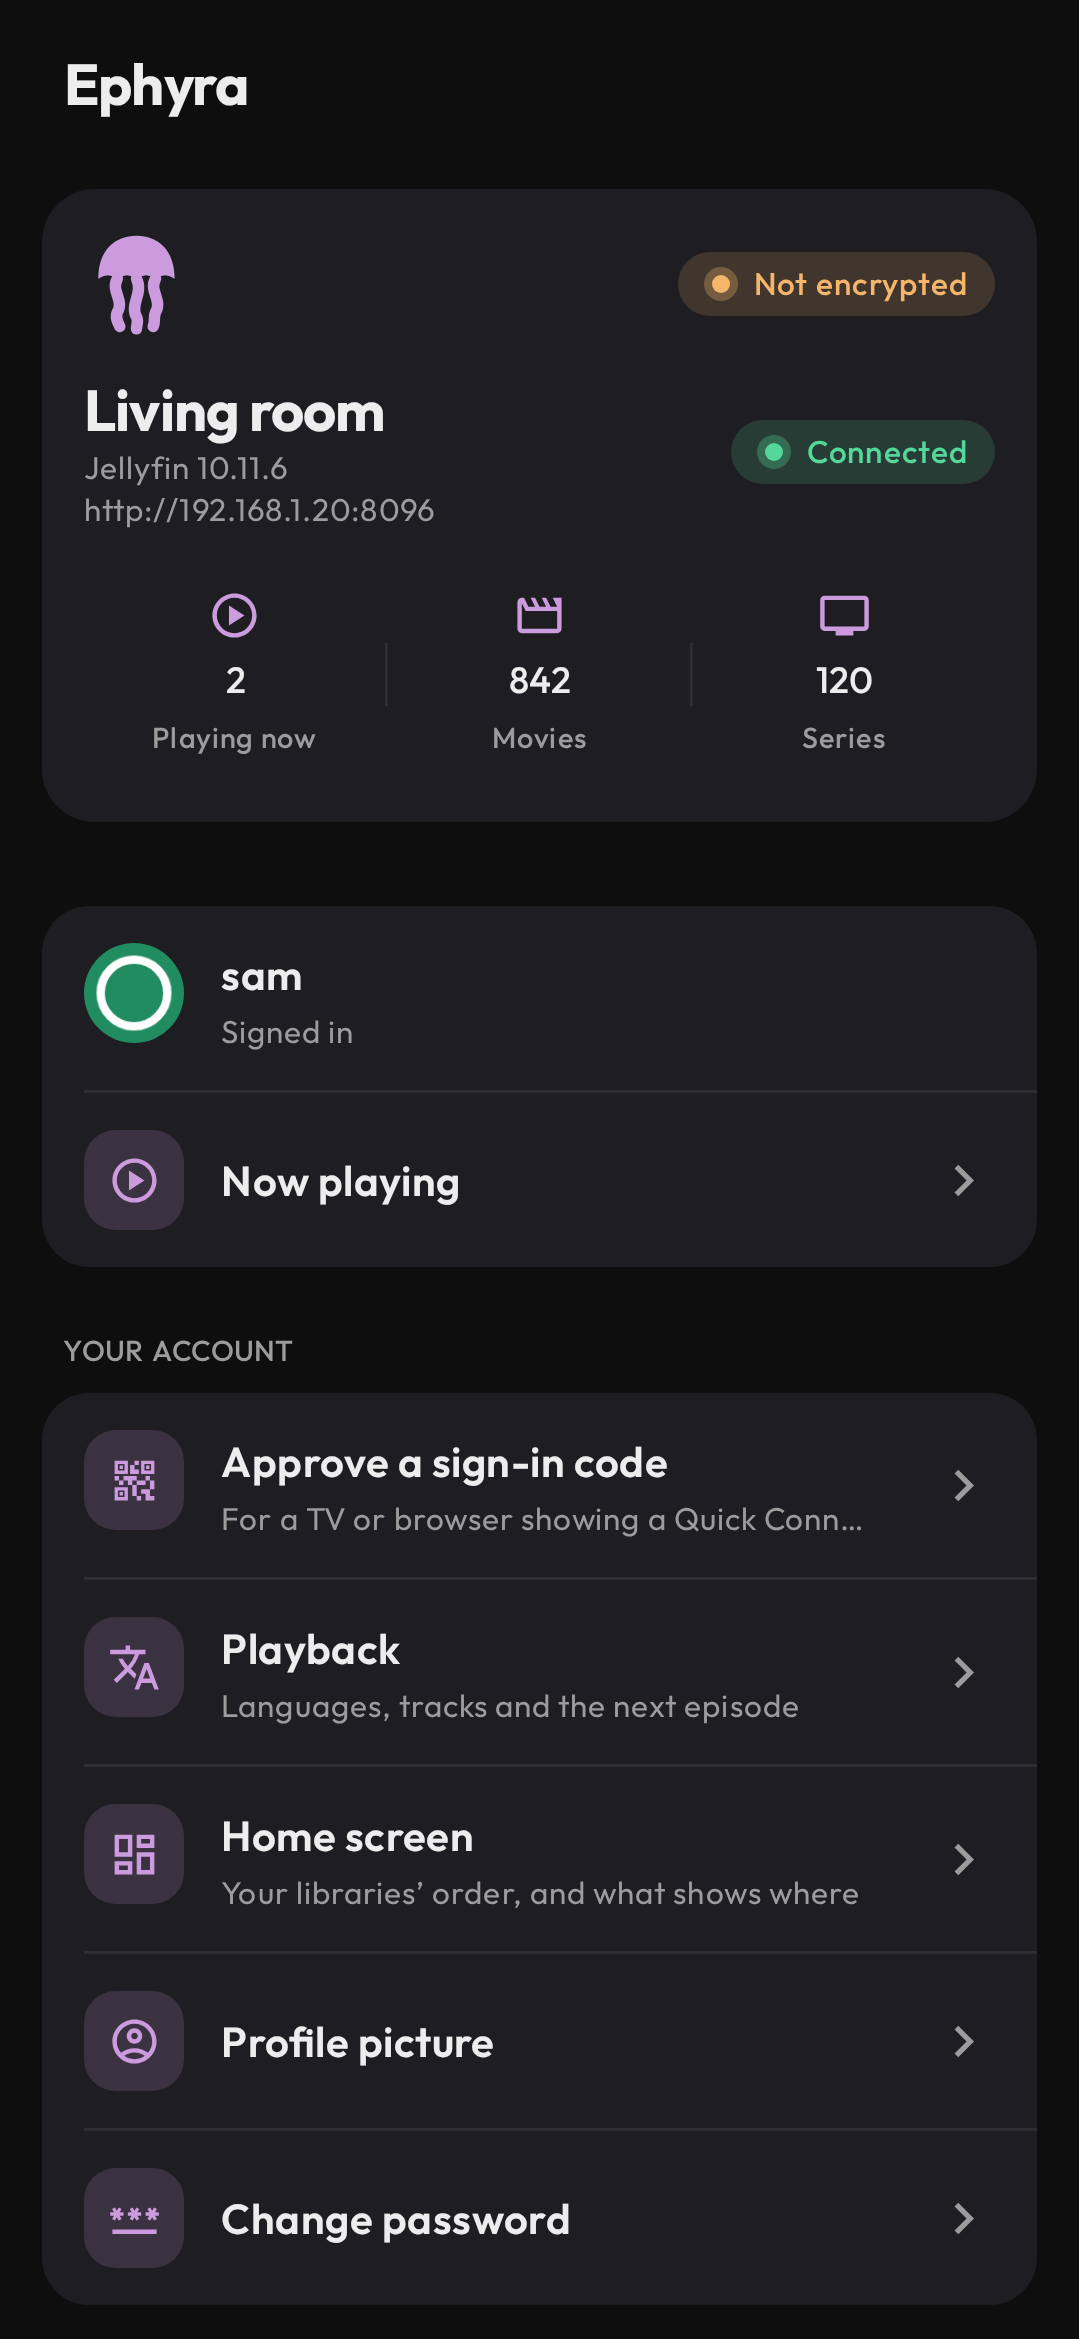 Ephyra
Not encrypted
Living room
Connected
Jellyfin 10.11.6
http://192.168.1.20:8096
2
842
120
Playing now
Movies
Series
sam
Signed in
Now playing
YOUR ACCOUNT
Approve a sign-in code
For a TV or browser showing a Quick Conn...
Playback
Languages, tracks and the next episode
Home screen
Your libraries’ order, and what shows where
Profile picture
Change password